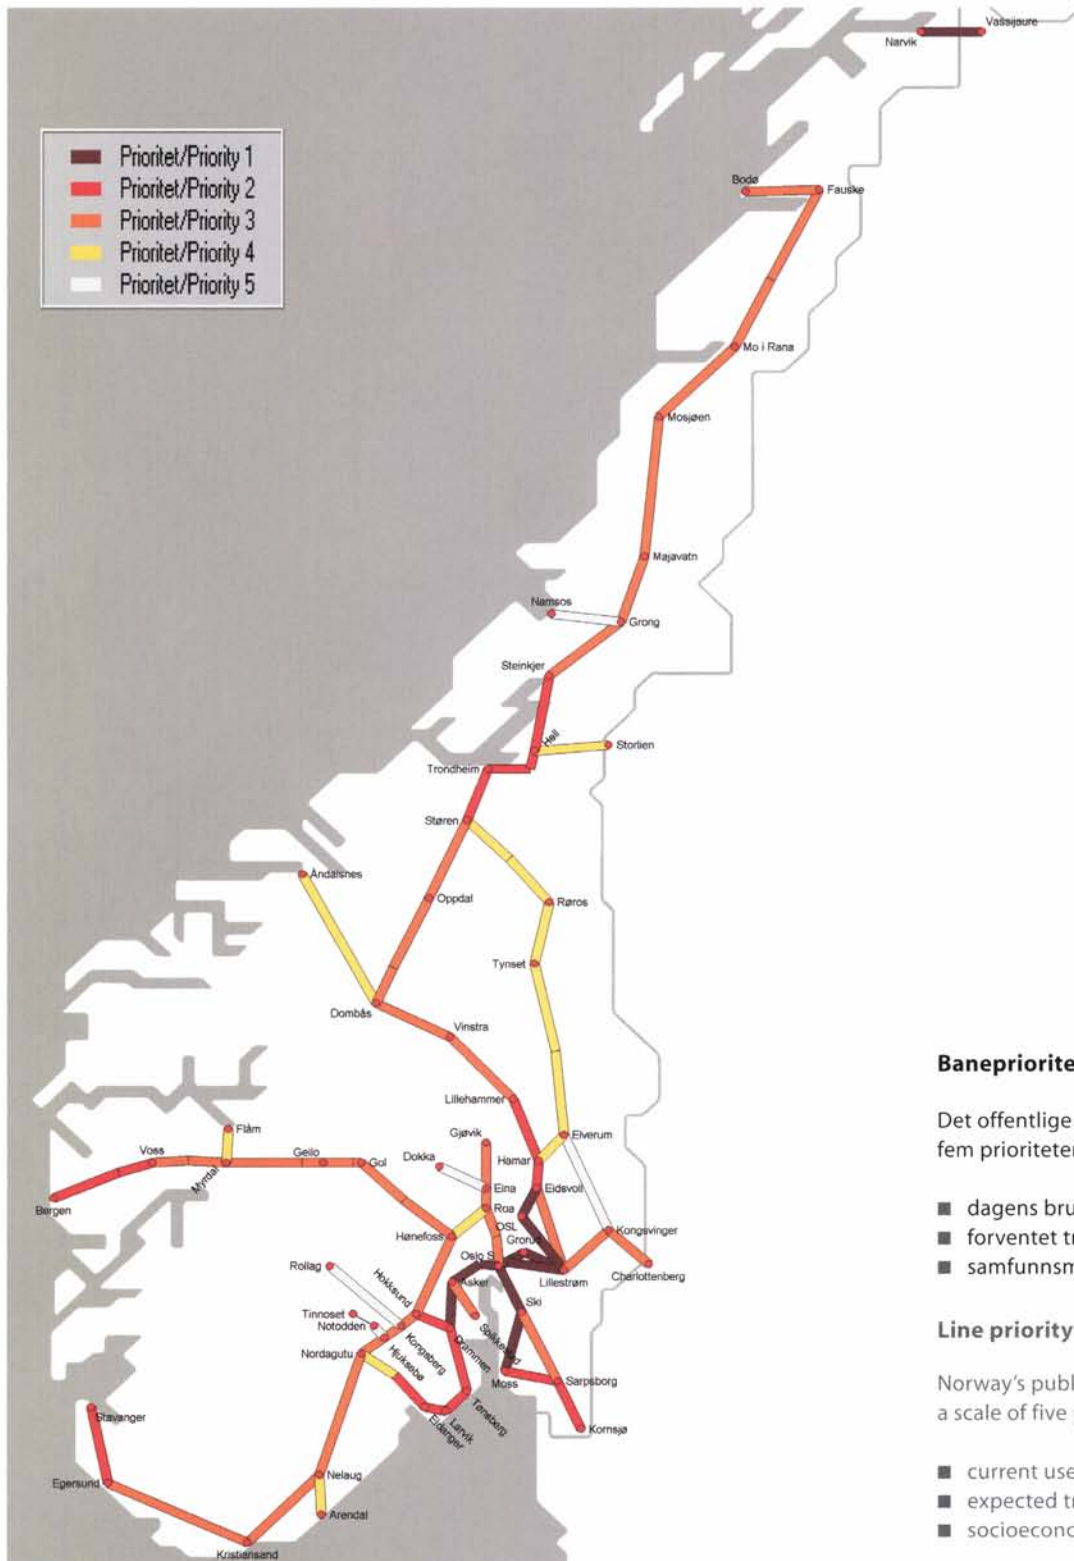 Vassijaure
Narvik
Prioritet/Priority 1
Prioritet/Priority 2
Prioritet/Priority 3
Prioritet/Priority 4
Prioritet/Priority 5
Bodø
Fauske
Mo i Rana
Mosjøen
Majavatn
Namsos
Grong
Steinkjer
Hell
Storlien
Trondheim
Støren
Åndalsnes
Oppdal
Røros
Tynset
Dombås
Vinstra
Lillehammer
Flåm
Gjøvik
Elverum
Voss
Geilo
Gol
Dokka
Hamar
Myrdal
Eina
Eidsvoll
Bergen
Roa
OSL
Kongsvinger
Hønefoss
Grorud
Oslo S
Rollag
Hokksund
Asker
Lillestrøm
Charlottenberg
Ski
Tinnoset
Notodden
Kongsberg
Spikkestad
Drammen
Nordagutu
Hjuksebø
Moss
Sarpsborg
Tønsberg
Stavanger
Larvik
Eidanger
Kornsjø
Egersund
Nelaug
Arendal
Kristiansand
Banepriorite
Det offentlige
fem prioriteter
■ dagens bru
■ forventet tr
■ samfunnsm
Line priority
Norway's publ
a scale of five
■ current use
■ expected tr
■ socioecono